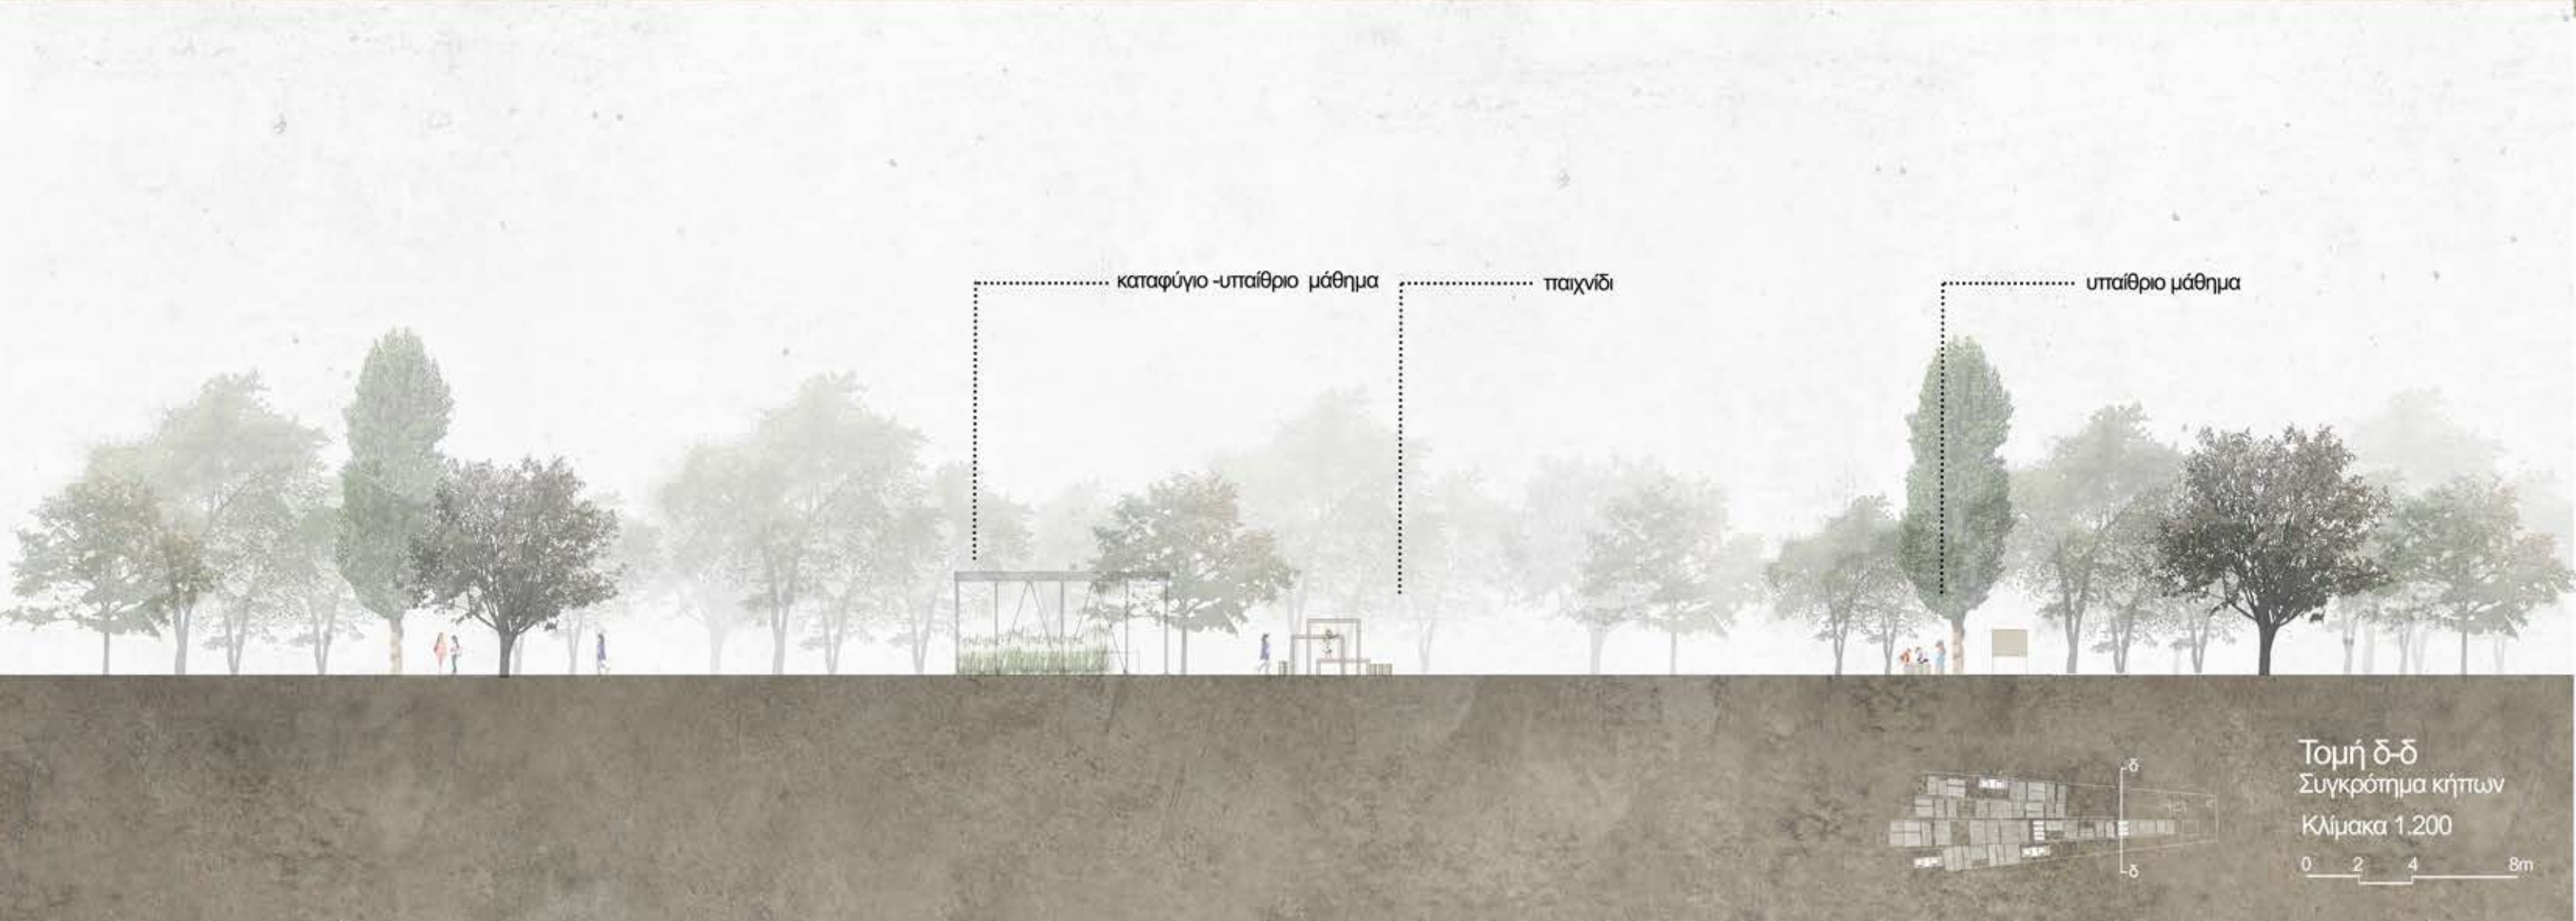 καταφύγιο -υπαίθριο μάθημα
παιχνίδι
υπαίθριο μάθημα
δ
δ
Τομή δ-δ
Συγκρότημα κήπων
Κλίμακα 1.200
0 2 4 8m